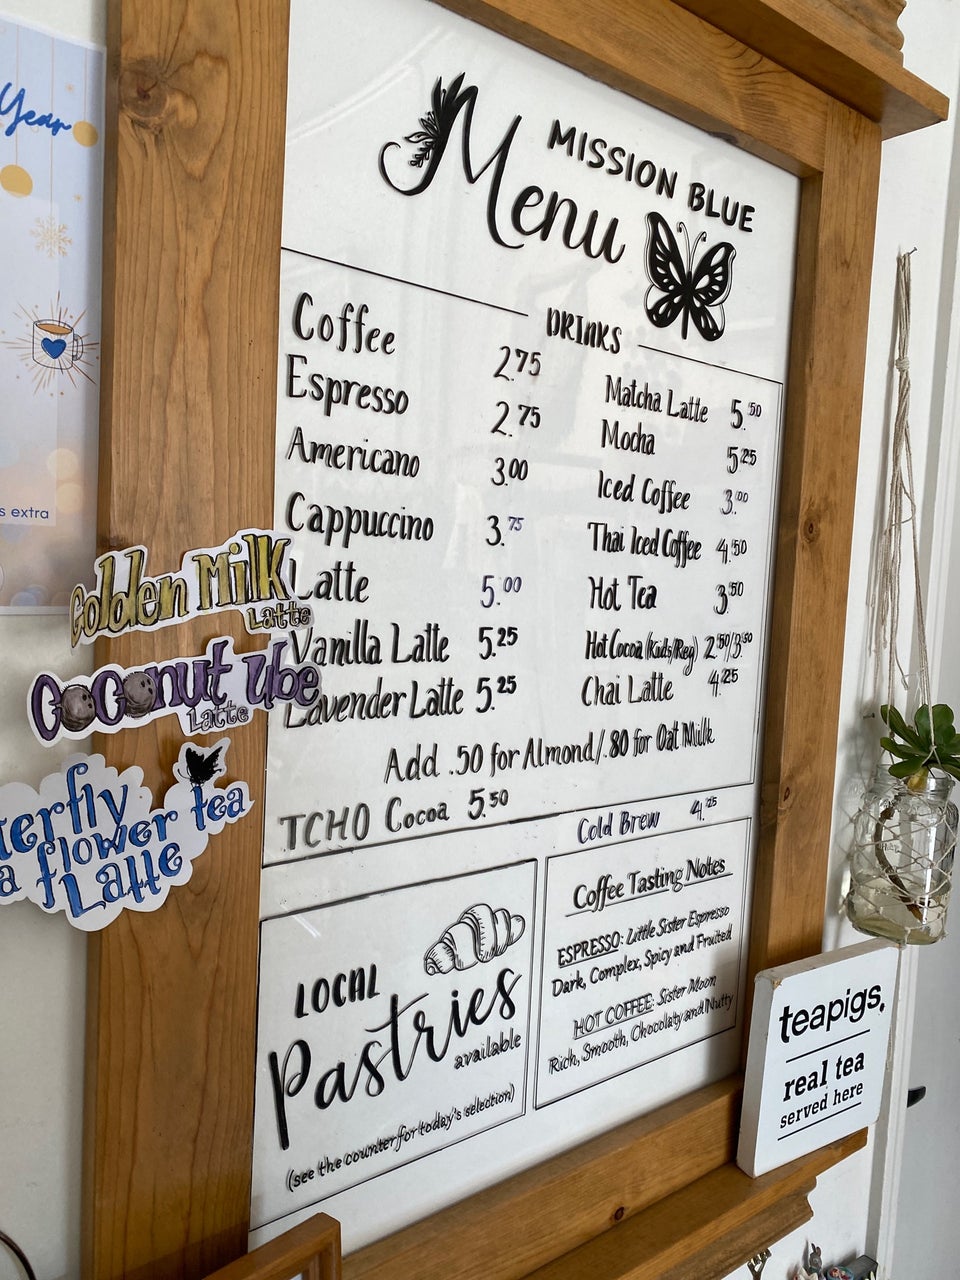 Year
s extra
Golden Milk
Latte
Coconut Ube
Latte
terfly
a flower tea
Latte
Menu
MISSION BLUE
DRINKS
Coffee 2.75
Espresso 2.75
Americano 3.00
Cappuccino 3.75
Latte 5.00
Vanilla Latte 5.25
Lavender Latte 5.25
Matcha Latte 5.50
Mocha 5.25
Iced Coffee 3.00
Thai Iced Coffee 4.50
Hot Tea 3.50
Hot Cocoa (Kids/Reg) 2.50/3.50
Chai Latte 4.25
Add .50 for Almond/.80 for Oat Milk
TCHO Cocoa 5.50
Cold Brew 4.25
LOCAL
Pastries
available
(see the counter for today's selection)
Coffee Tasting Notes
ESPRESSO: Little Sister Espresso
Dark, Complex, Spicy and Fruited
HOT COFFEE: Sister Moon
Rich, Smooth, Chocolaty and Nutty
teapigs.
real tea
served here